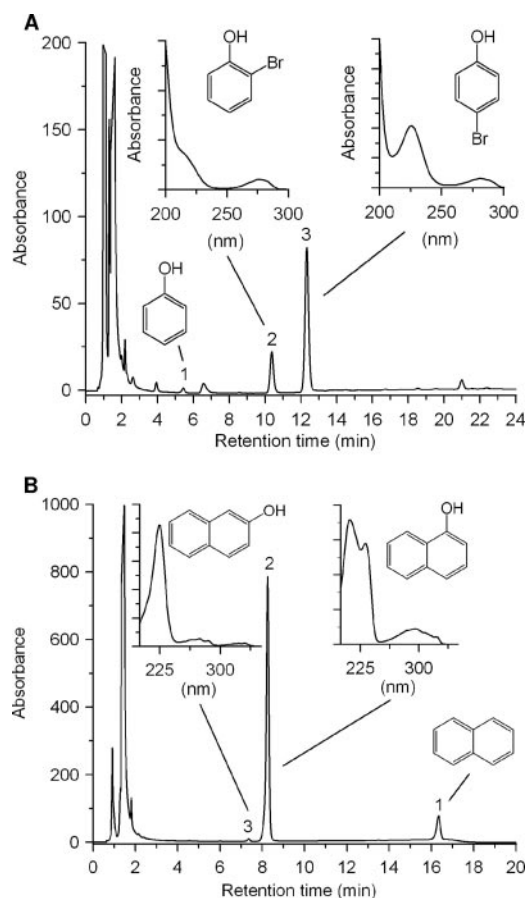 A
OH
Br
OH
Br
200
150
100
50
0
Absorbance
Absorbance
Absorbance
200 250 300
(nm)
200 250 300
(nm)
OH
1
2
3
0 2 4 6 8 10 12 14 16 18 20 22 24
Retention time (min)
B
OH
OH
1000
800
600
400
200
0
Absorbance
225 300
(nm)
225 300
(nm)
2
3
1
0 2 4 6 8 10 12 14 16 18 20
Retention time (min)